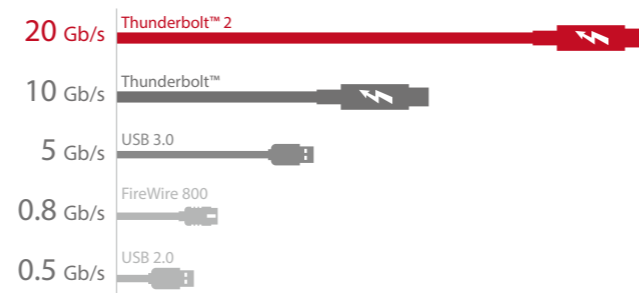 20 Gb/s Thunderbolt™ 2
10 Gb/s Thunderbolt™
5 Gb/s USB 3.0
0.8 Gb/s FireWire 800
0.5 Gb/s USB 2.0